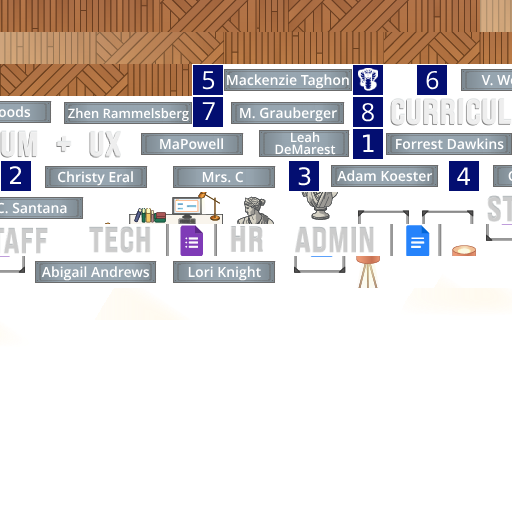 5 Mackenzie Taghon 6 V. W
oods Zhen Rammelsberg 7 M. Grauberger 8 CURRICUL
UM + UX MaPowell Leah DeMarest 1 Forrest Dawkins
2 Christy Eral Mrs. C 3 Adam Koester 4
C. Santana ST
TAFF TECH HR ADMIN
Abigail Andrews Lori Knight